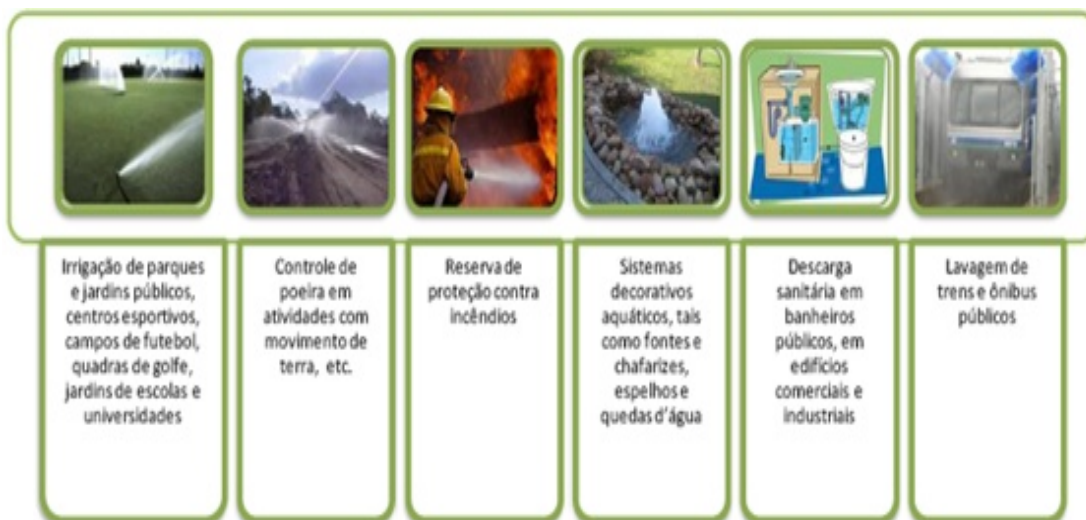 Irrigação de parques
e jardins públicos,
centros esportivos,
campos de futebol,
quadras de golfe,
jardins de escolas e
universidades
Controle de
poeira em
atividades com
movimento de
terra, etc.
Reserva de
proteção contra
incêndios
Sistemas
decorativos
aquáticos, tais
como fontes e
chafarizes,
espelhos e
quedas d'água
Descarga
sanitária em
banheiros
públicos, em
edifícios
comerciais e
industriais
Lavagem de
trens e ônibus
públicos